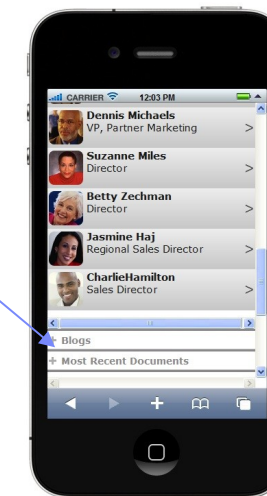 CARRIER 12:03 PM
Dennis Michaels
VP, Partner Marketing
>
Suzanne Miles
Director
>
Betty Zechman
Director
>
Jasmine Haj
Regional Sales Director
>
CharlieHamilton
Sales Director
>
+ Blogs
+ Most Recent Documents